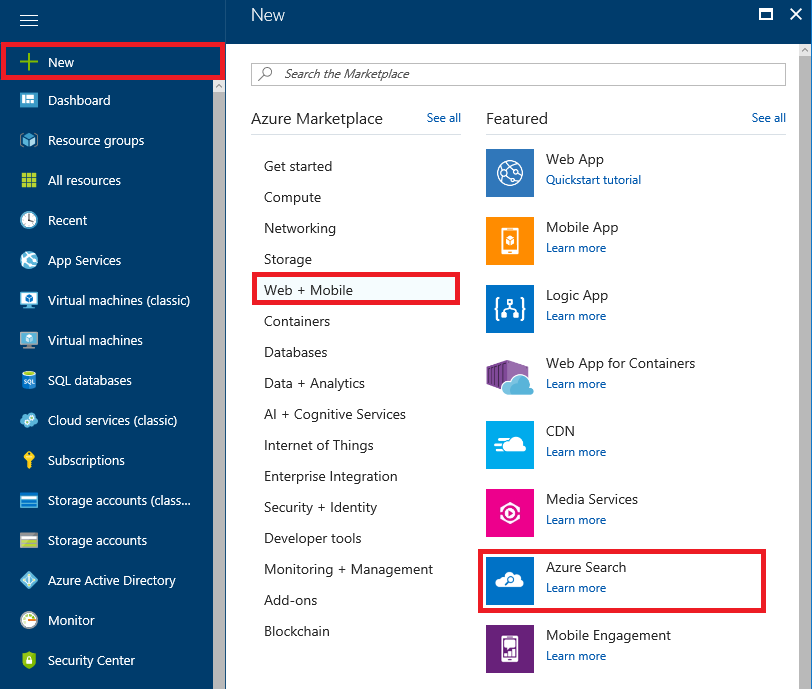 New
New
Dashboard
Resource groups
All resources
Recent
App Services
Virtual machines (classic)
Virtual machines
SQL
SQL databases
Cloud services (classic)
Subscriptions
Storage accounts (class...
Storage accounts
Azure Active Directory
Monitor
Security Center
Search the Marketplace
Azure Marketplace
See all
Get started
Compute
Networking
Storage
Web + Mobile
Containers
Databases
Data + Analytics
AI + Cognitive Services
Internet of Things
Enterprise Integration
Security + Identity
Developer tools
Monitoring + Management
Add-ons
Blockchain
Featured
See all
Web App
Quickstart tutorial
Mobile App
Learn more
Logic App
Learn more
Web App for Containers
Learn more
CDN
Learn more
Media Services
Learn more
Azure Search
Learn more
Mobile Engagement
Learn more